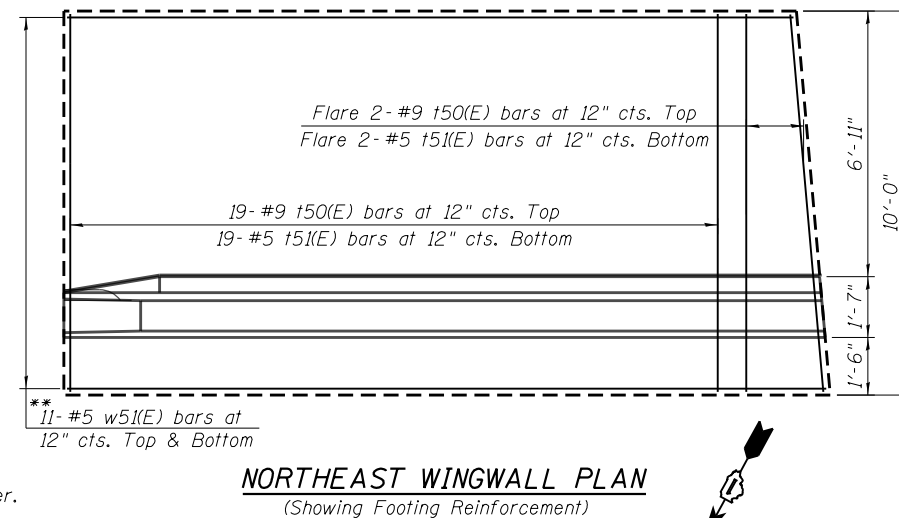 Flare 2- #9 t50(E) bars at 12" cts. Top
Flare 2- #5 t51(E) bars at 12" cts. Bottom
6'-11"
10'-0"
19- #9 t50(E) bars at 12" cts. Top
19- #5 t51(E) bars at 12" cts. Bottom
1'-7"
1'-6"
**
11- #5 w51(E) bars at
12" cts. Top & Bottom
NORTHEAST WINGWALL PLAN
(Showing Footing Reinforcement)
er.